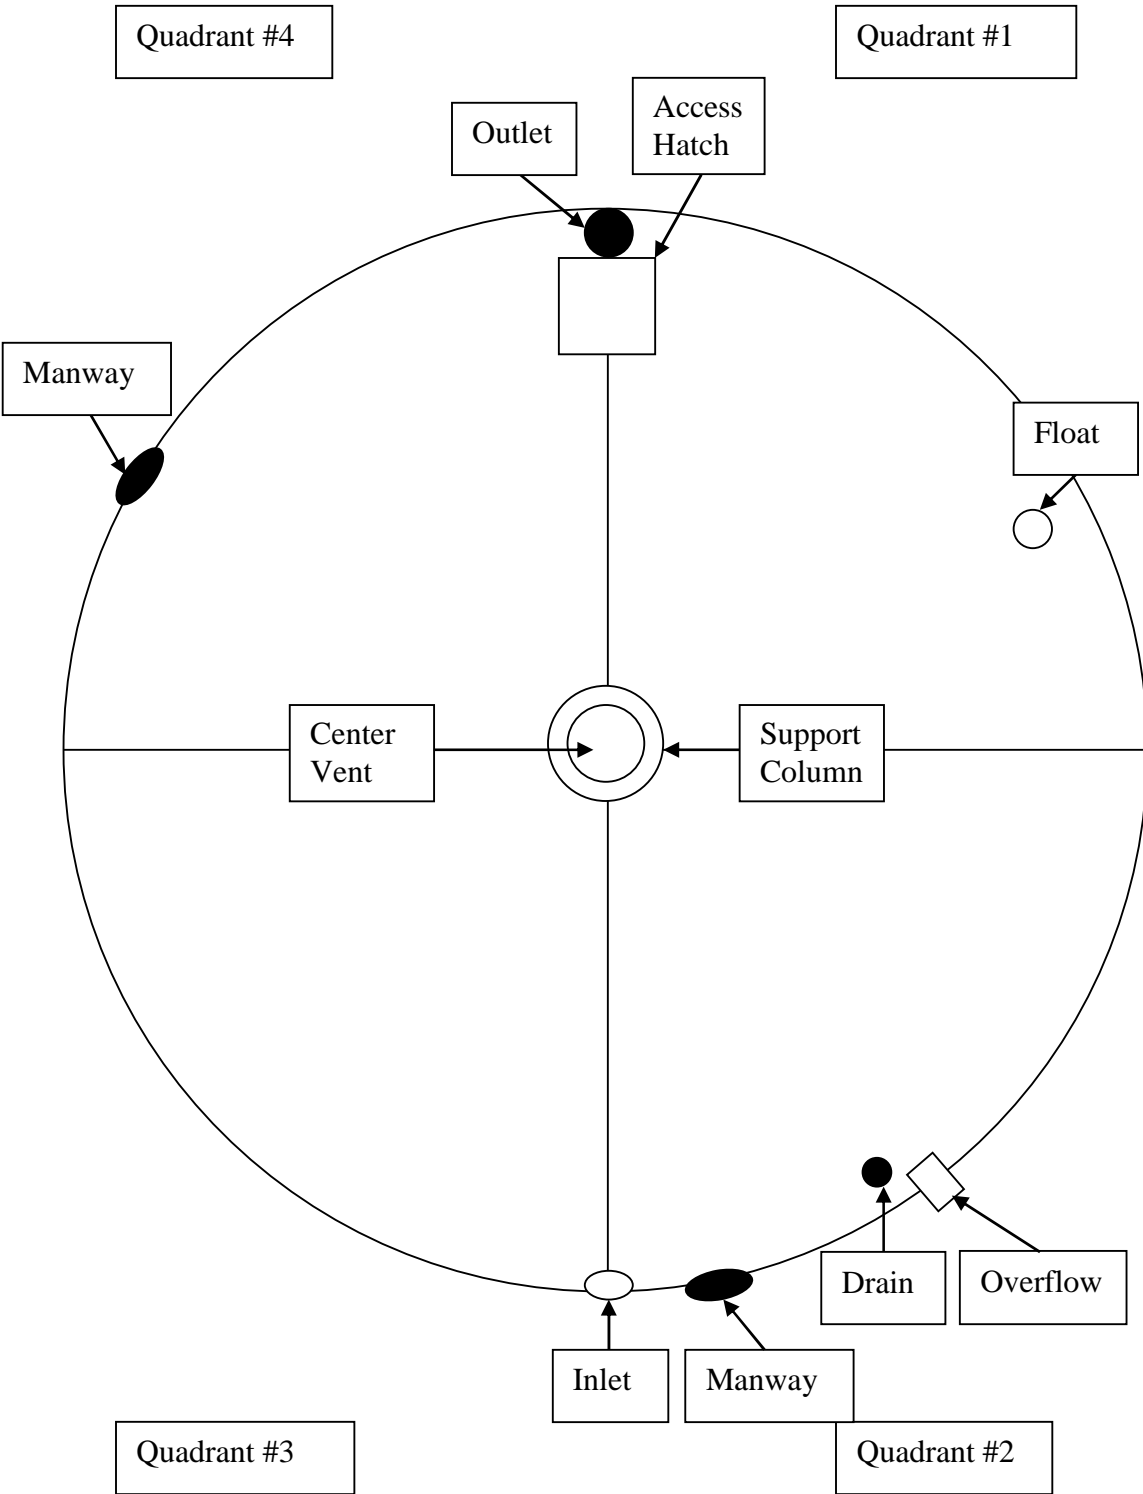 Quadrant #4
Quadrant #1
Outlet
Access
Hatch
Manway
Float
Center
Vent
Support
Column
Drain
Overflow
Inlet
Manway
Quadrant #3
Quadrant #2